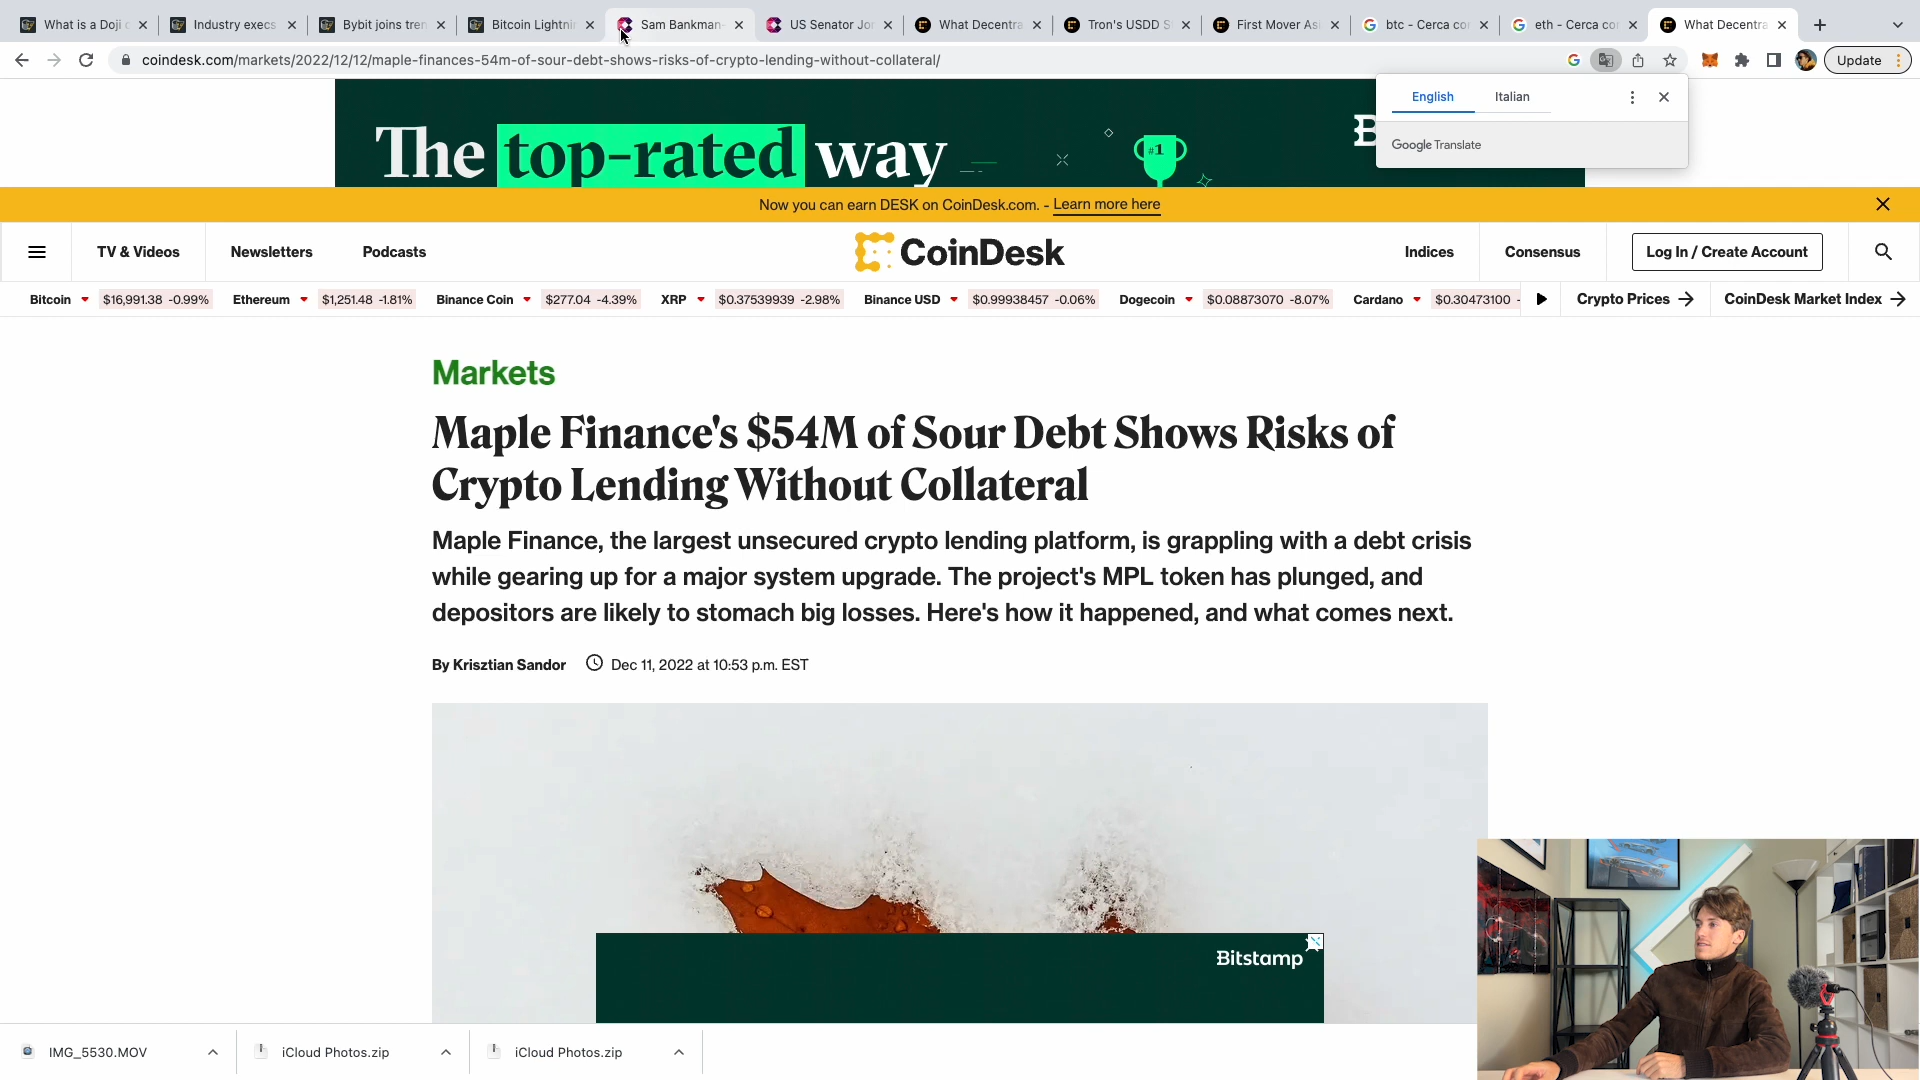 What is a Doji
Industry execs
Bybit joins tren
Bitcoin Lightni
Sam Bankman-
US Senator Jo
What Decentra
Tron's USDD S
First Mover As
btc - Cerca co
eth - Cerca co
What Decentra
coindesk.com/markets/2022/12/12/maple-finances-54m-of-sour-debt-shows-risks-of-crypto-lending-without-collateral/
Update
English Italian
Google Translate
The top-rated way
#1
Now you can earn DESK on CoinDesk.com. - Learn more here
TV & Videos
Newsletters
Podcasts
CoinDesk
Indices
Consensus
Log In / Create Account
Bitcoin $16,991.38 -0.99% Ethereum $1,251.48 -1.81% Binance Coin $277.04 -4.39% XRP $0.37539939 -2.98% Binance USD $0.99938457 -0.06% Dogecoin $0.08873070 -8.07% Cardano $0.30473100 -
Crypto Prices
CoinDesk Market Index
Markets
Maple Finance's $54M of Sour Debt Shows Risks of
Crypto Lending Without Collateral
Maple Finance, the largest unsecured crypto lending platform, is grappling with a debt crisis
while gearing up for a major system upgrade. The project's MPL token has plunged, and
depositors are likely to stomach big losses. Here's how it happened, and what comes next.
By Krisztian Sandor Dec 11, 2022 at 10:53 p.m. EST
Bitstamp
IMG_5530.MOV
iCloud Photos.zip
iCloud Photos.zip